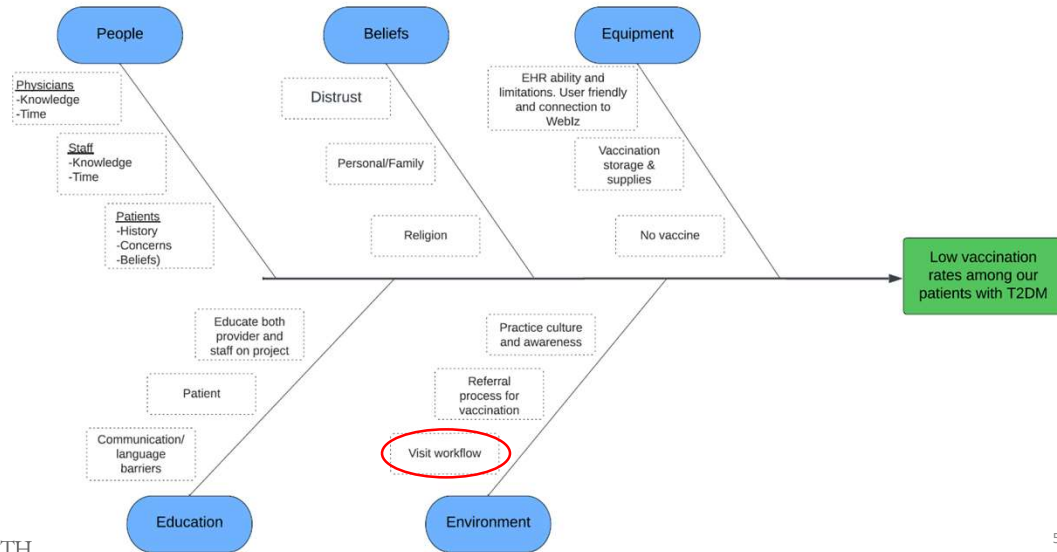 People
Beliefs
Equipment
Physicians
-Knowledge
-Time
Staff
-Knowledge
-Time
Patients
-History
-Concerns
-Beliefs)
Distrust
Personal/Family
Religion
EHR ability and
limitations. User friendly
and connection to
WebIz
Vaccination
storage &
supplies
No vaccine
Low vaccination
rates among our
patients with T2DM
Educate both
provider and
staff on project
Patient
Communication/
language
barriers
Practice culture
and awareness
Referral
process for
vaccination
Visit workflow
Education
Environment
TH
5